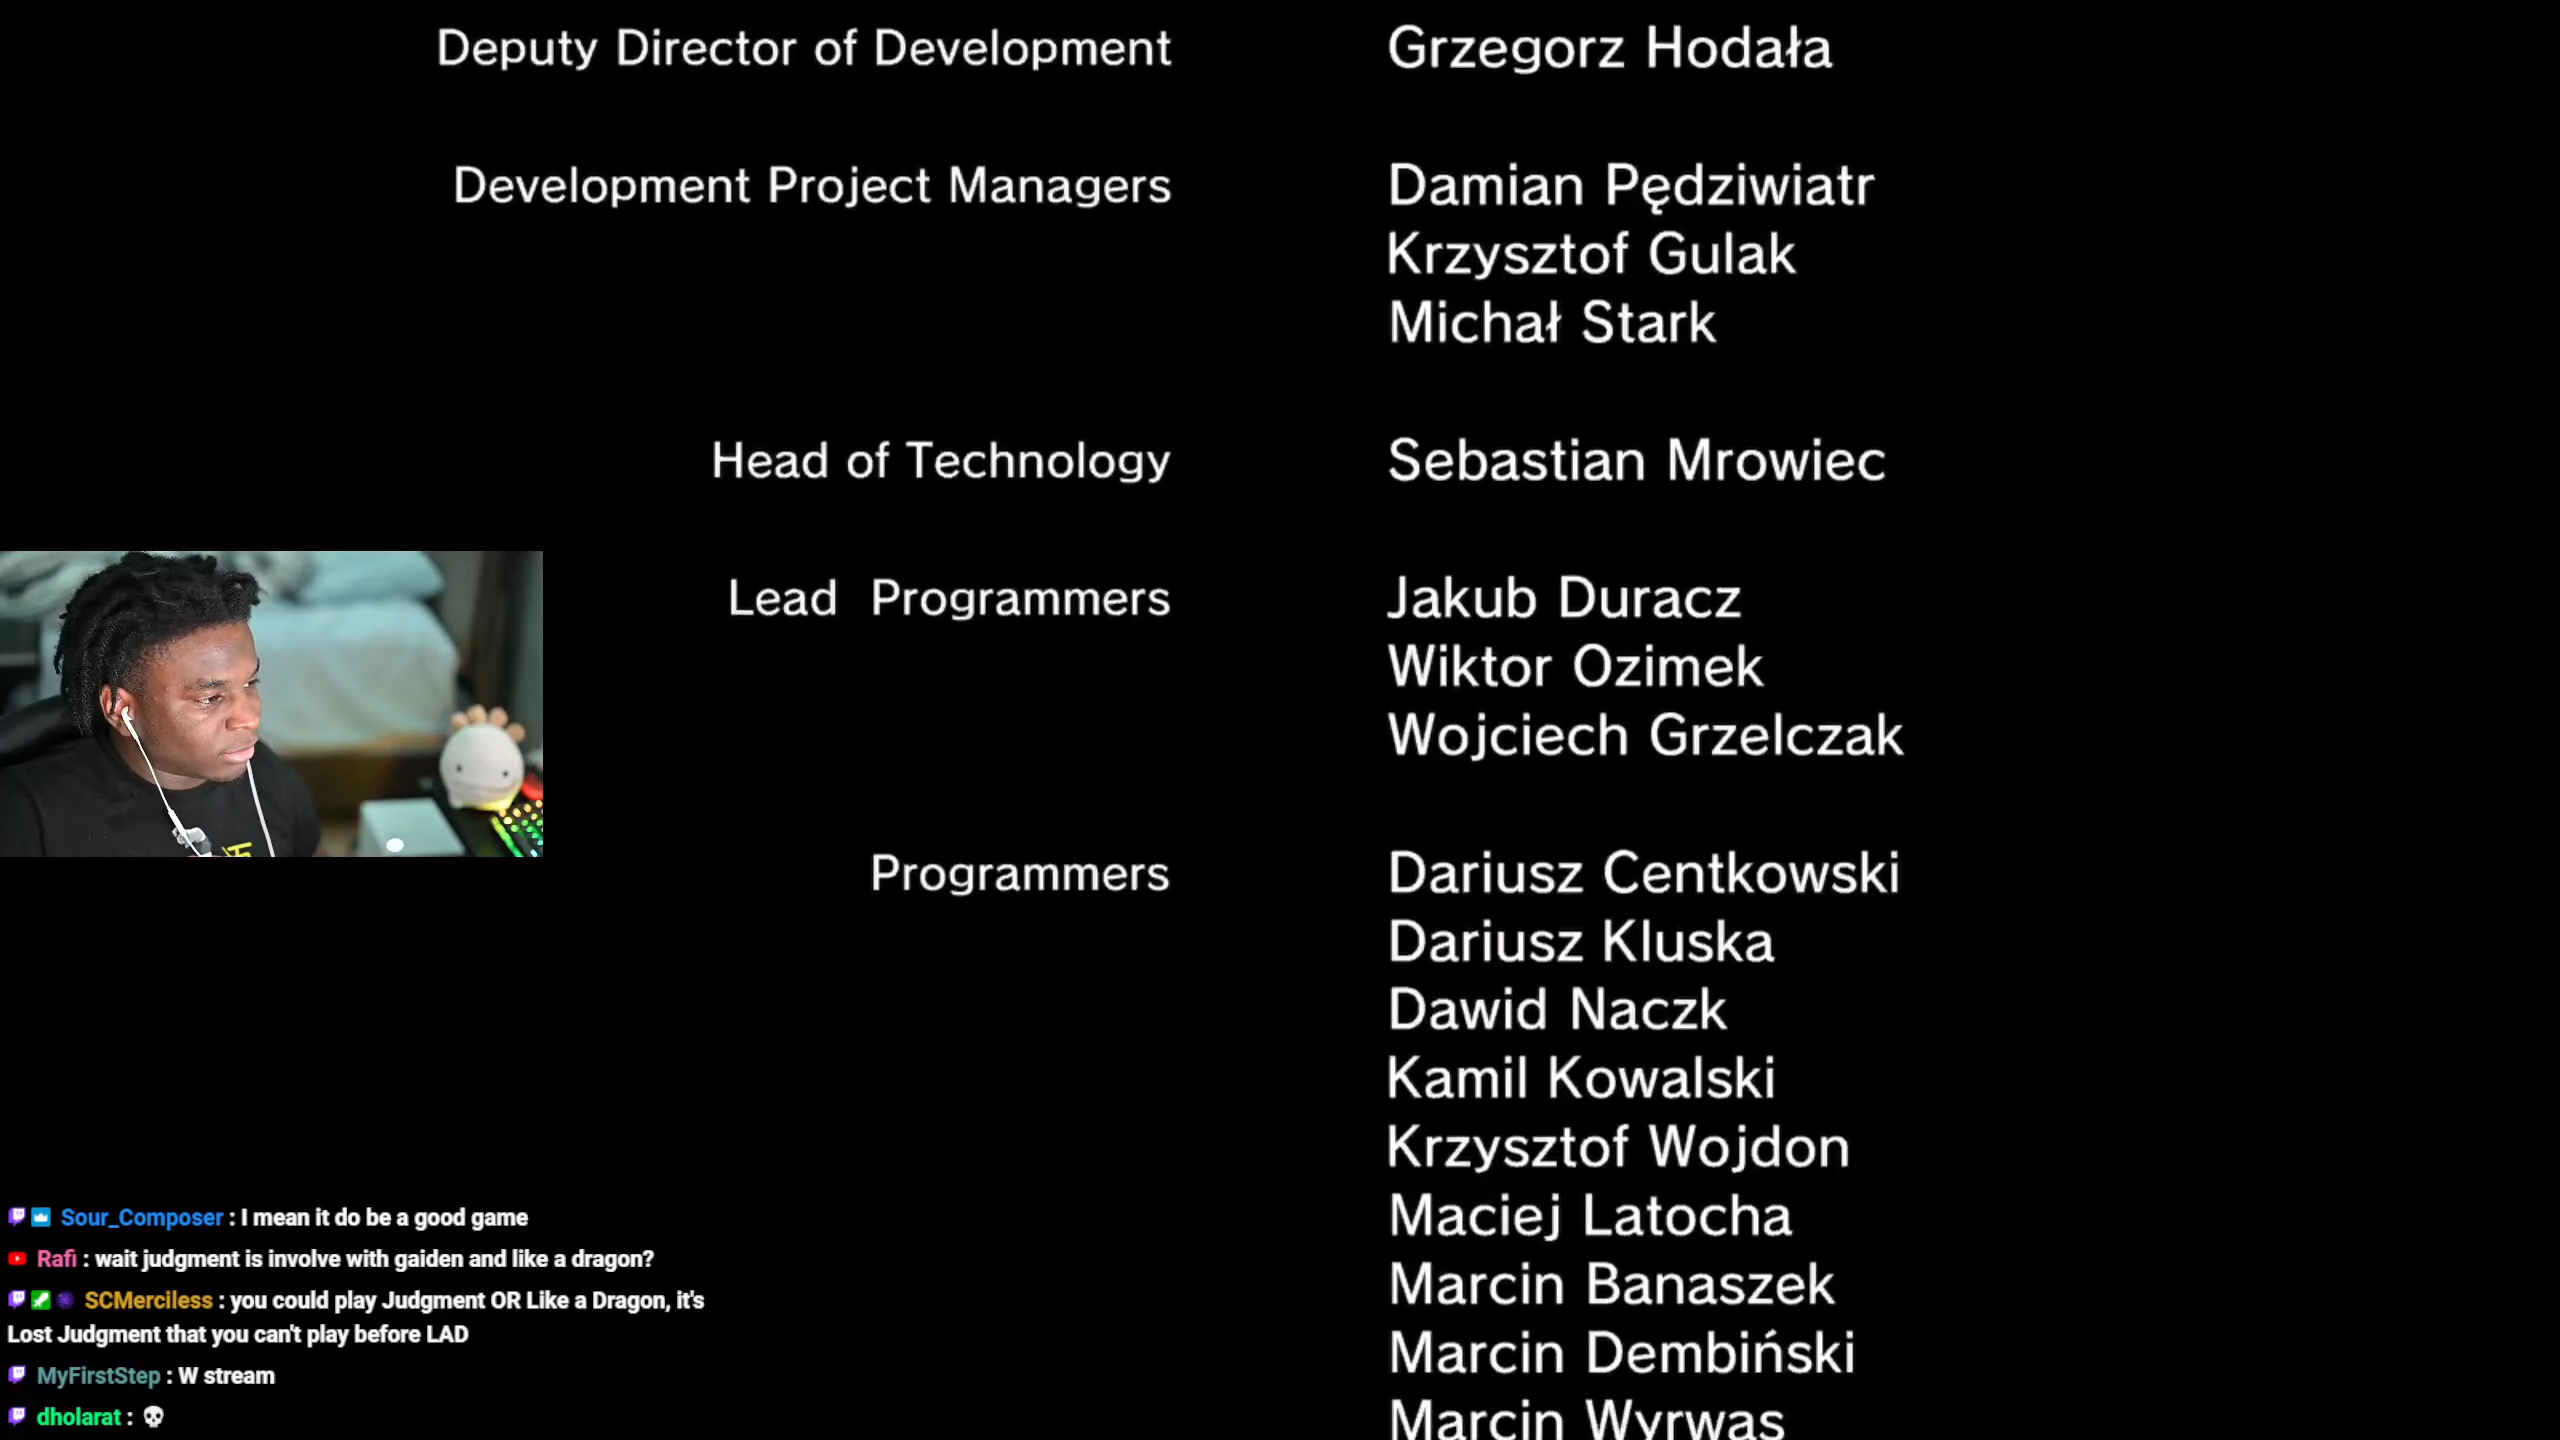 Deputy Director of Development Grzegorz Hodała
Development Project Managers Damian Pędziwiatr
Krzysztof Gulak
Michał Stark
Head of Technology Sebastian Mrowiec
Lead Programmers Jakub Duracz
Wiktor Ozimek
Wojciech Grzelczak
Programmers Dariusz Centkowski
Dariusz Kluska
Dawid Naczk
Kamil Kowalski
Krzysztof Wojdon
Maciej Latocha
Marcin Banaszek
Marcin Dembiński
Marcin Wyrwas
Sour_Composer : I mean it do be a good game
Rafi : wait judgment is involve with gaiden and like a dragon?
SCMerciless : you could play Judgment OR Like a Dragon, it's
Lost Judgment that you can't play before LAD
MyFirstStep : W stream
dholarat : 💀